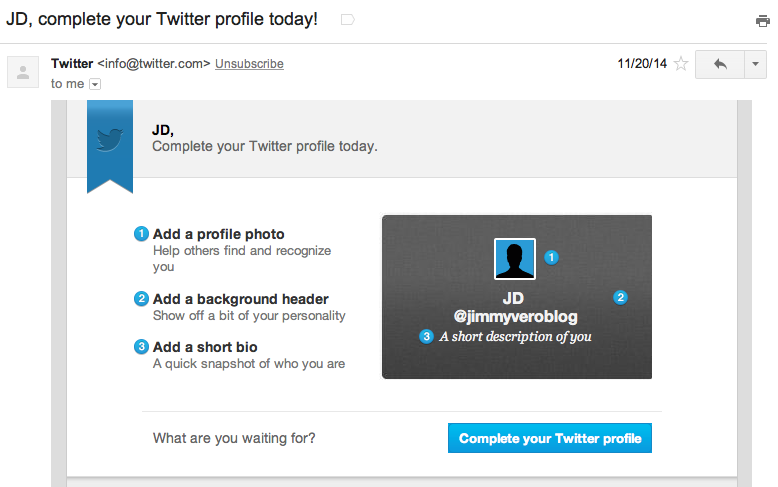 JD, complete your Twitter profile today!
Twitter <info@twitter.com> Unsubscribe
11/20/14
to me
JD,
Complete your Twitter profile today.
1 Add a profile photo
Help others find and recognize
you
2 Add a background header
Show off a bit of your personality
3 Add a short bio
A quick snapshot of who you are
1
2
JD
@jimmyveroblog
3 A short description of you
What are you waiting for?
Complete your Twitter profile